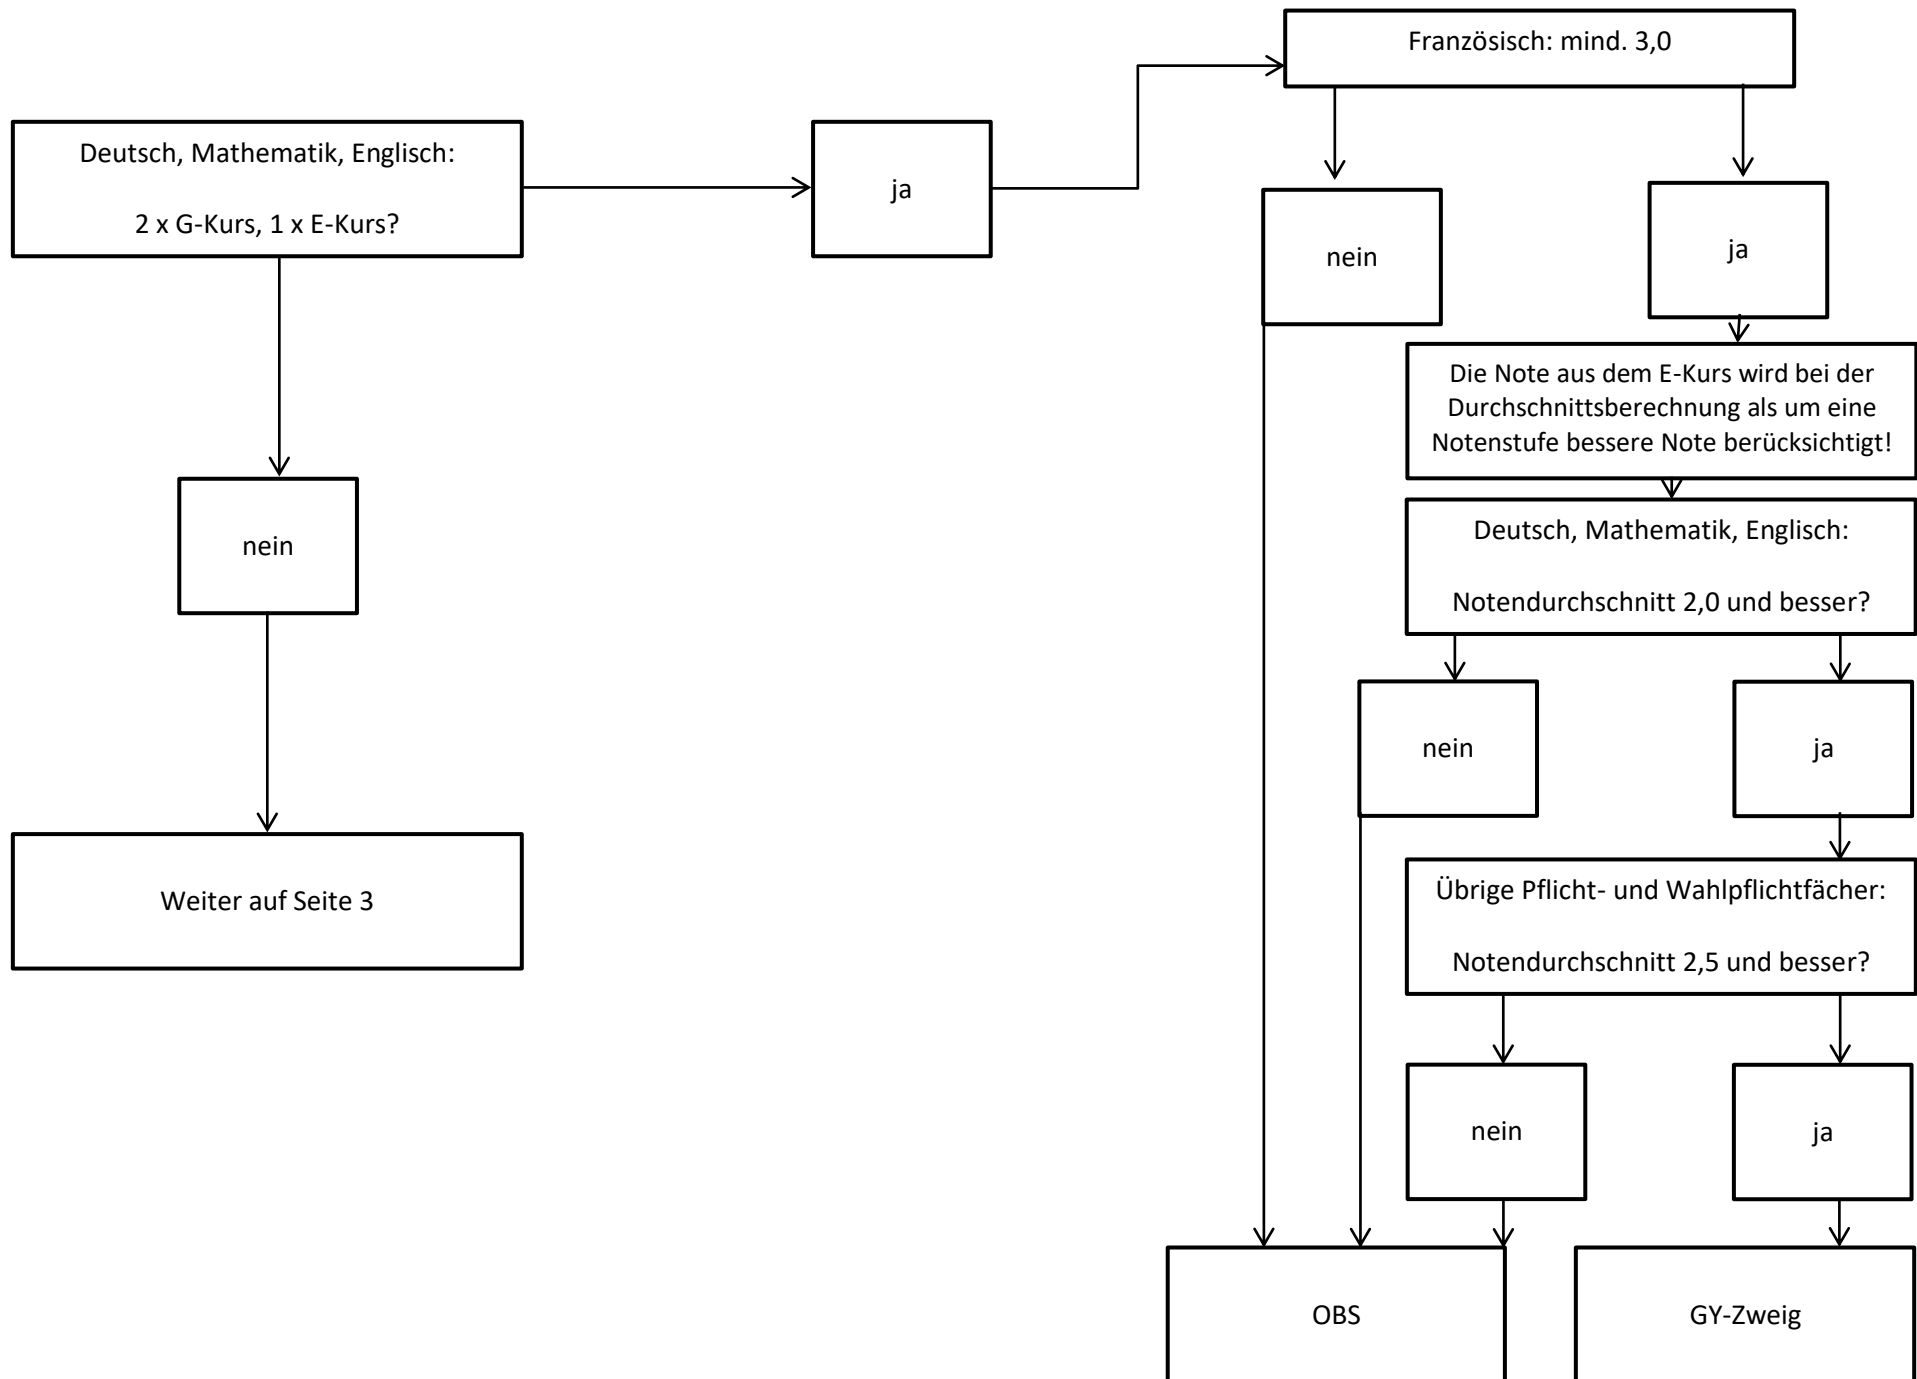 Französisch: mind. 3,0
Deutsch, Mathematik, Englisch:
2 x G-Kurs, 1 x E-Kurs?
ja
nein
ja
Die Note aus dem E-Kurs wird bei der
Durchschnittsberechnung als um eine
Notenstufe bessere Note berücksichtigt!
Deutsch, Mathematik, Englisch:
Notendurchschnitt 2,0 und besser?
nein
nein
ja
Weiter auf Seite 3
Übrige Pflicht- und Wahlpflichtfächer:
Notendurchschnitt 2,5 und besser?
nein
ja
OBS
GY-Zweig